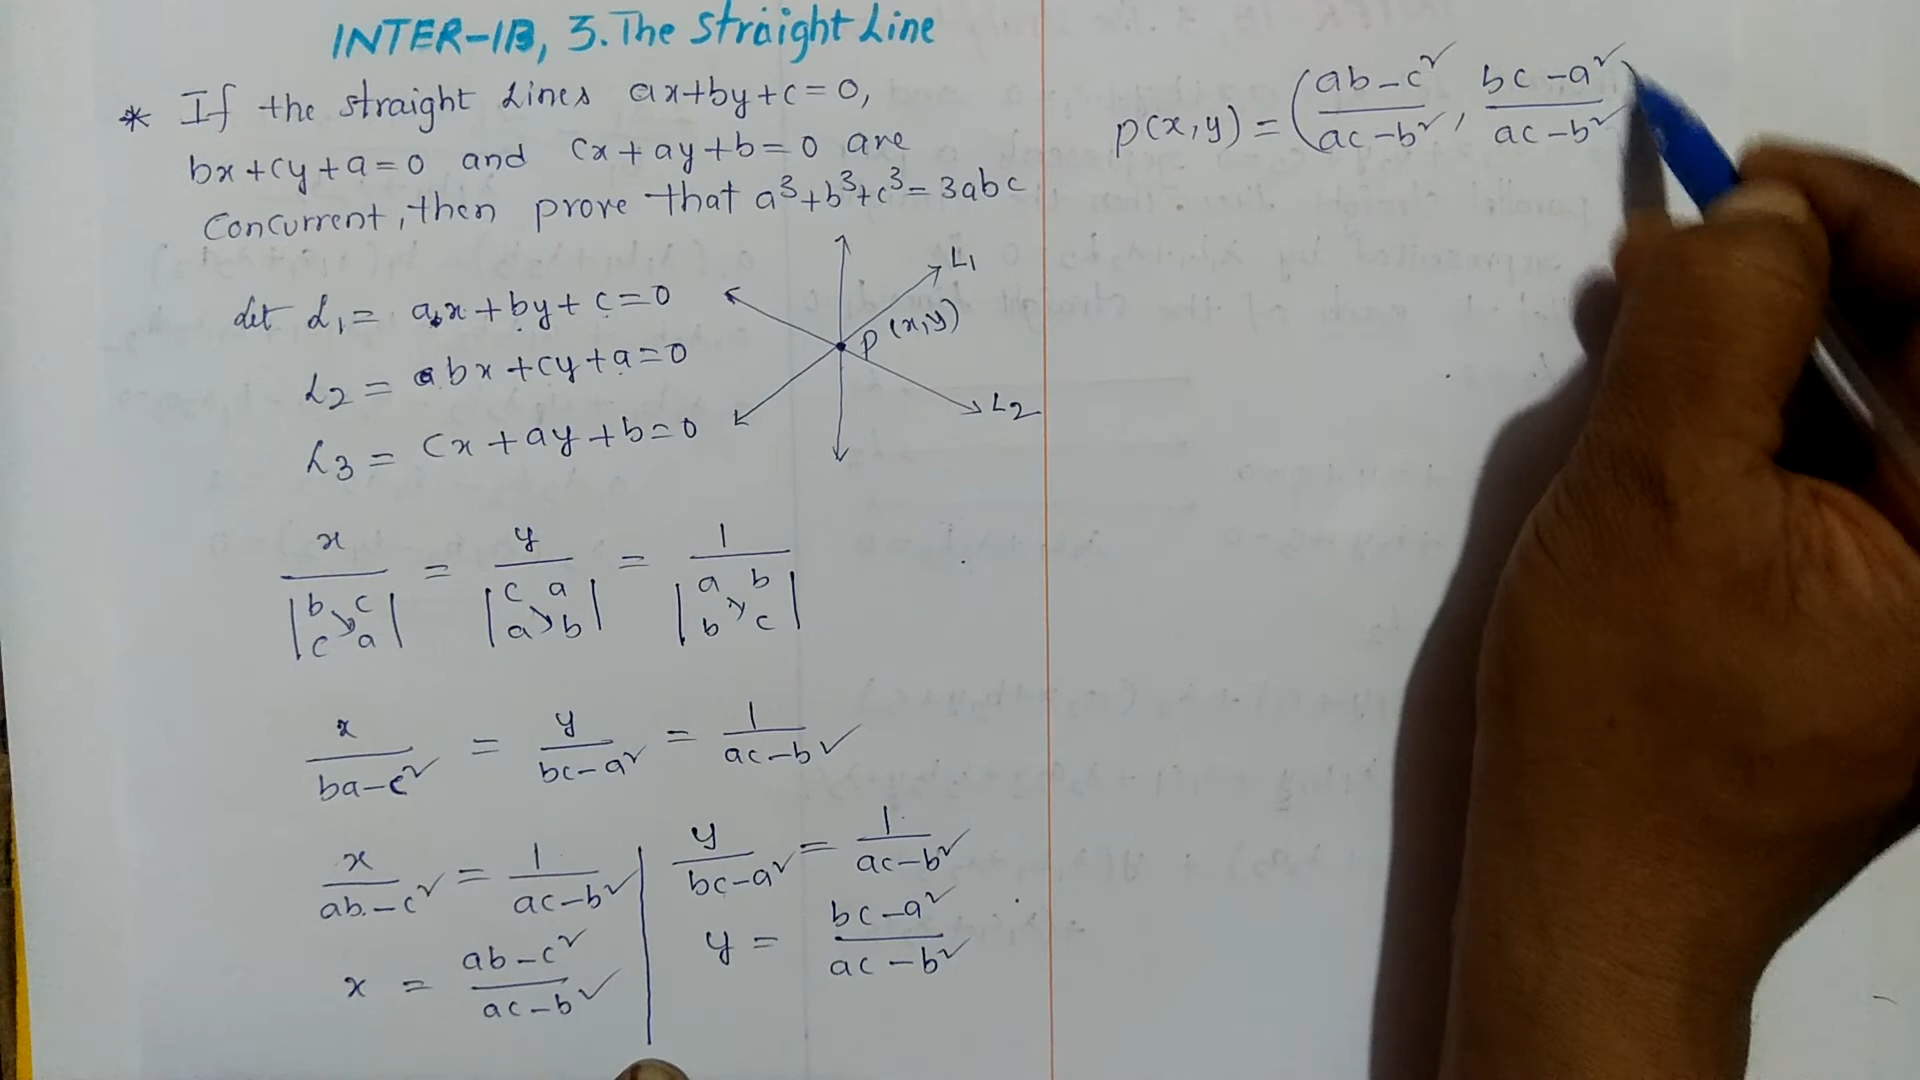 INTER-1B, 3. The Straight Line
* If the straight Lines ax+by+c=0,
bx+cy+a=0 and cx+ay+b=0 are
Concurrent, then prove that a³+b³+c³=3abc
Let L₁ = ax+by+c=0
L₂ = bx+cy+a=0
L₃ = cx+ay+b=0
L₁
P(x,y)
L₂
x/|b c; c a| = y/|c a; a b| = 1/|a b; b c|
x/(ba-c²) = y/(bc-a²) = 1/(ac-b²)
x/(ab-c²) = 1/(ac-b²)
x = (ab-c²)/(ac-b²)
y/(bc-a²) = 1/(ac-b²)
y = (bc-a²)/(ac-b²)
P(x,y) = ((ab-c²)/(ac-b²), (bc-a²)/(ac-b²))